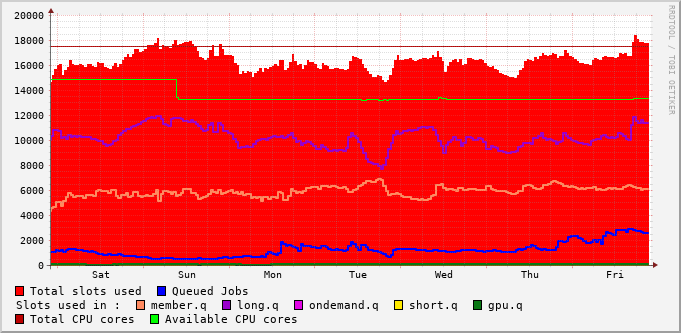 20000
18000
16000
14000
12000
10000
8000
6000
4000
2000
0
Sat Sun Mon Tue Wed Thu Fri
RRDTOOL / TOBI OETIKER
Total slots used Queued Jobs
Slots used in : member.q long.q ondemand.q short.q gpu.q
Total CPU cores Available CPU cores